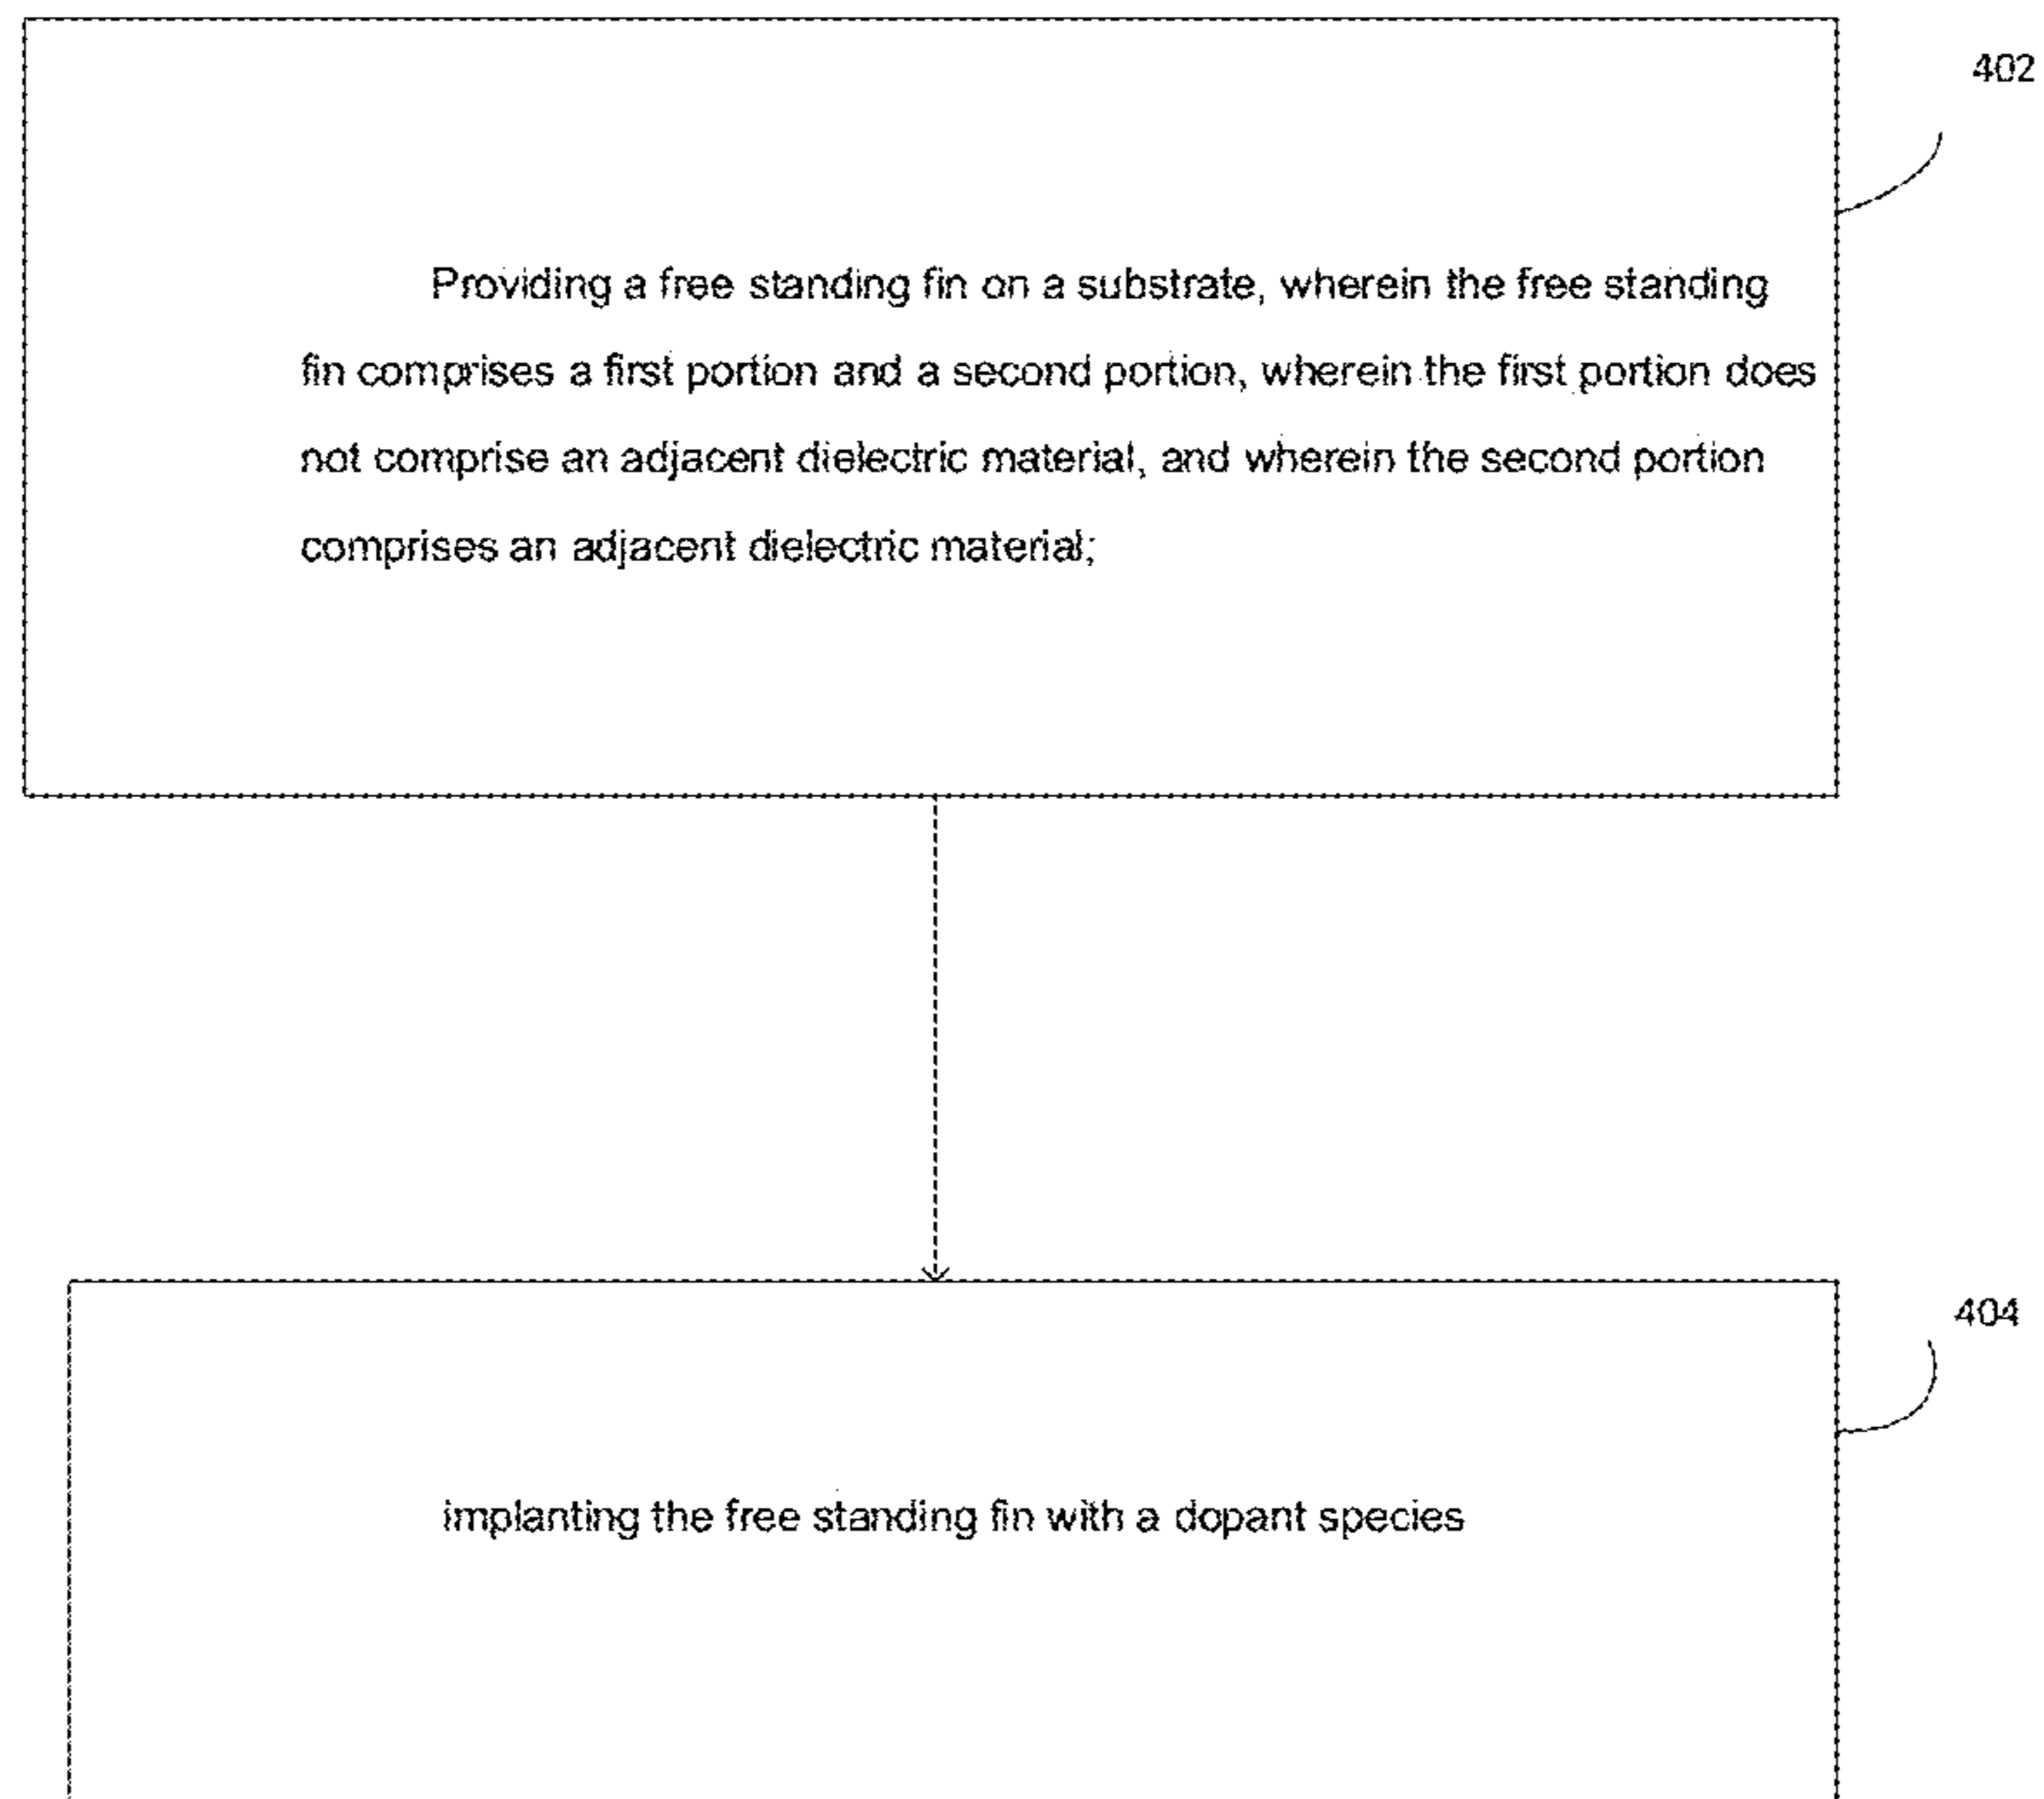 402
Providing a free standing fin on a substrate, wherein the free standing
fin comprises a first portion and a second portion, wherein the first portion does
not comprise an adjacent dielectric material, and wherein the second portion
comprises an adjacent dielectric material;
404
implanting the free standing fin with a dopant species